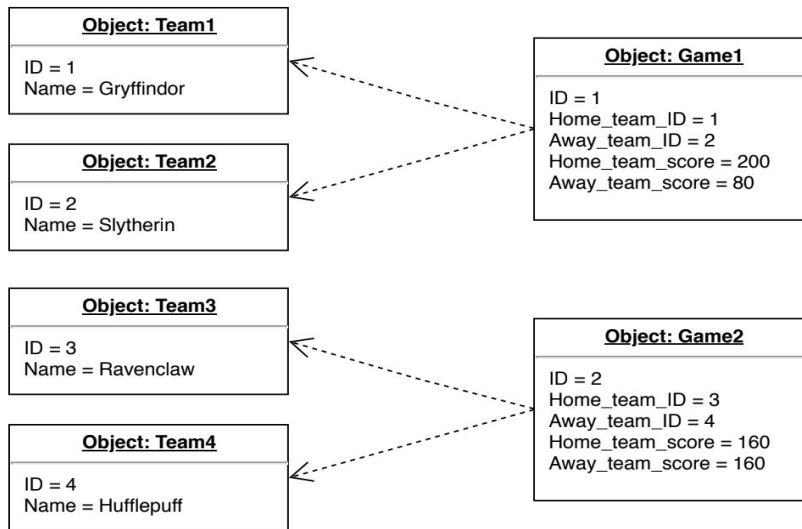 Object: Team1
ID = 1
Name = Gryffindor
Object: Team2
ID = 2
Name = Slytherin
Object: Team3
ID = 3
Name = Ravenclaw
Object: Team4
ID = 4
Name = Hufflepuff
Object: Game1
ID = 1
Home_team_ID = 1
Away_team_ID = 2
Home_team_score = 200
Away_team_score = 80
Object: Game2
ID = 2
Home_team_ID = 3
Away_team_ID = 4
Home_team_score = 160
Away_team_score = 160